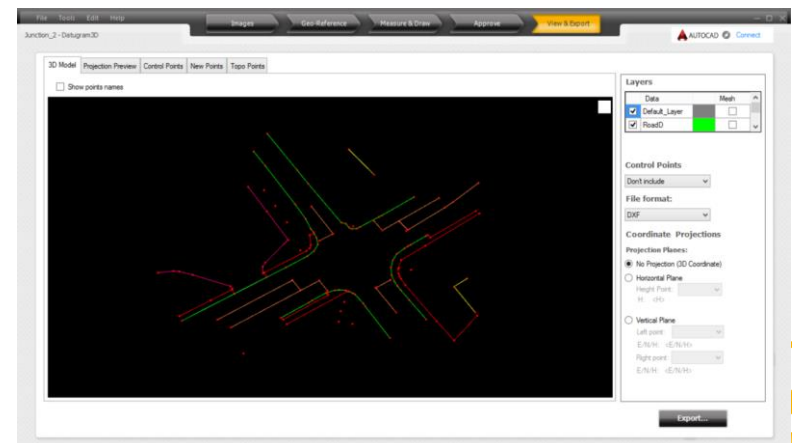 File Tools Edit Help
Images Geo-Reference Measure & Draw Approve View & Export
Junction_2 - Datugram3D
AUTOCAD Connect
3D Model Projection Preview Control Points New Points Topo Points
Show points names
Layers
Data Mesh
Default_Layer
RoadD
Control Points
Don't include
File format:
DXF
Coordinate Projections
Projection Planes:
No Projection (3D Coordinate)
Horizontal Plane
Height Point:
H: <H>
Vertical Plane
Left point:
E/N/H: <E/N/H>
Right point:
E/N/H: <E/N/H>
Export...